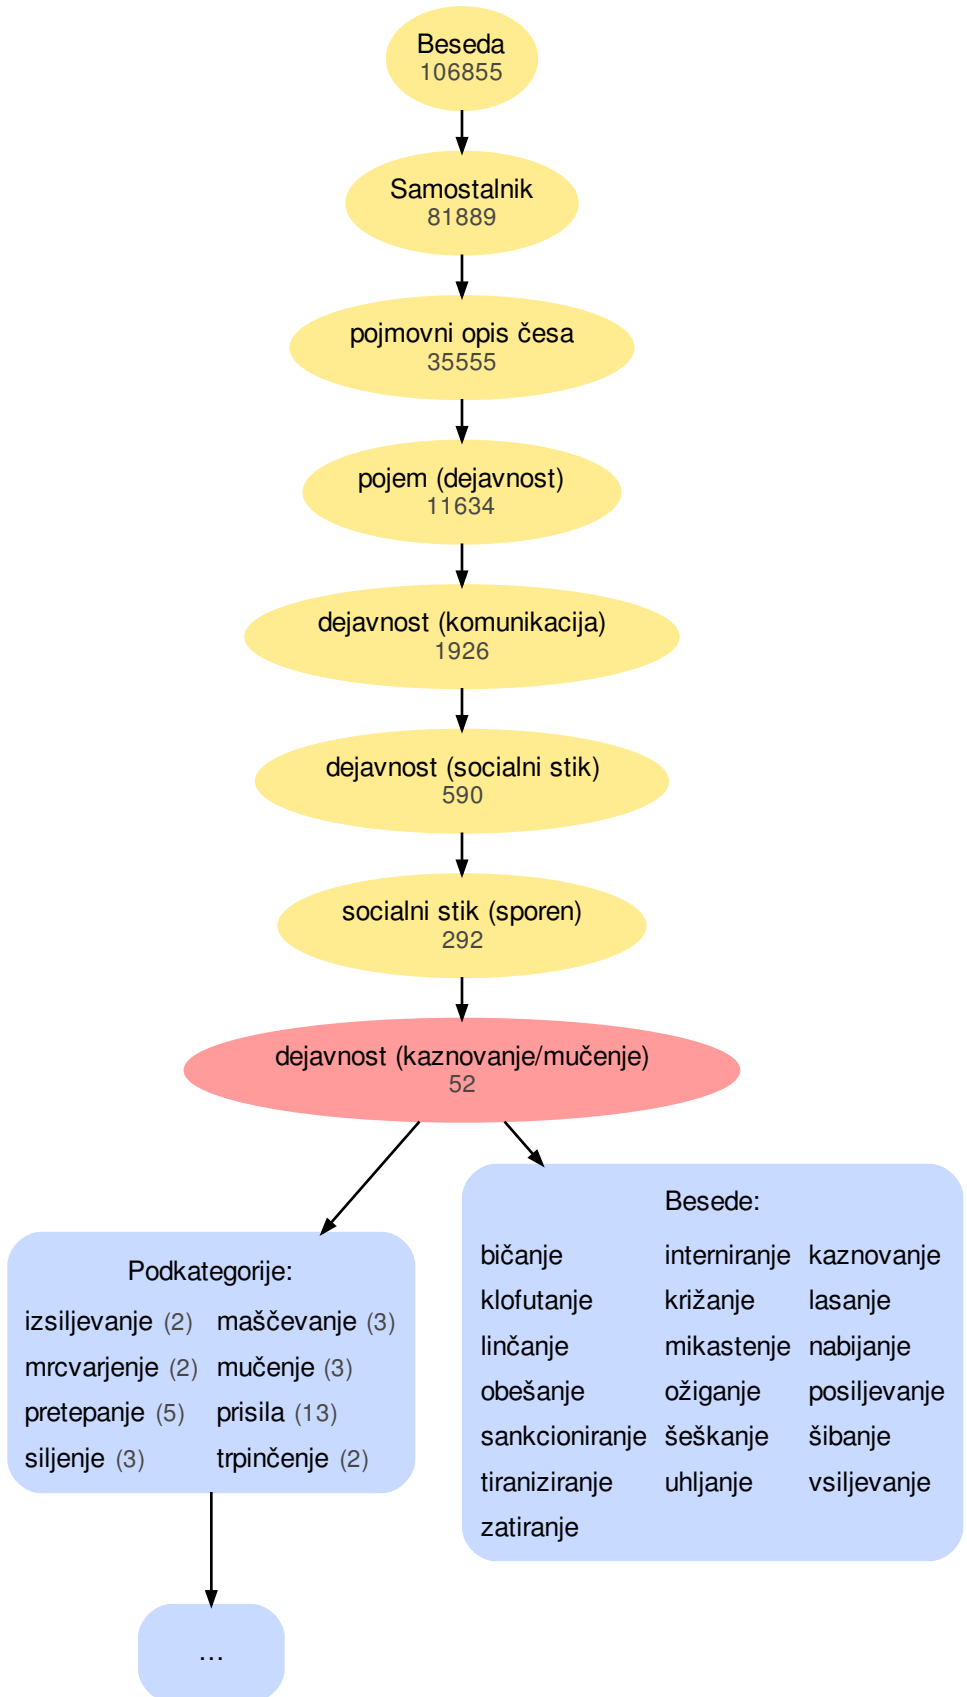 Beseda
106855
Samostalnik
81889
pojmovni opis česa
35555
pojem (dejavnost)
11634
dejavnost (komunikacija)
1926
dejavnost (socialni stik)
590
socialni stik (sporen)
292
dejavnost (kaznovanje/mučenje)
52
Podkategorije:
izsiljevanje (2) maščevanje (3)
mrcvarjenje (2) mučenje (3)
pretepanje (5) prisila (13)
siljenje (3) trpinčenje (2)
...
Besede:
bičanje interniranje kaznovanje
klofutanje križanje lasanje
linčanje mikastenje nabijanje
obešanje ožiganje posiljevanje
sankcioniranje šeškanje šibanje
tiraniziranje uhljanje vsiljevanje
zatiranje